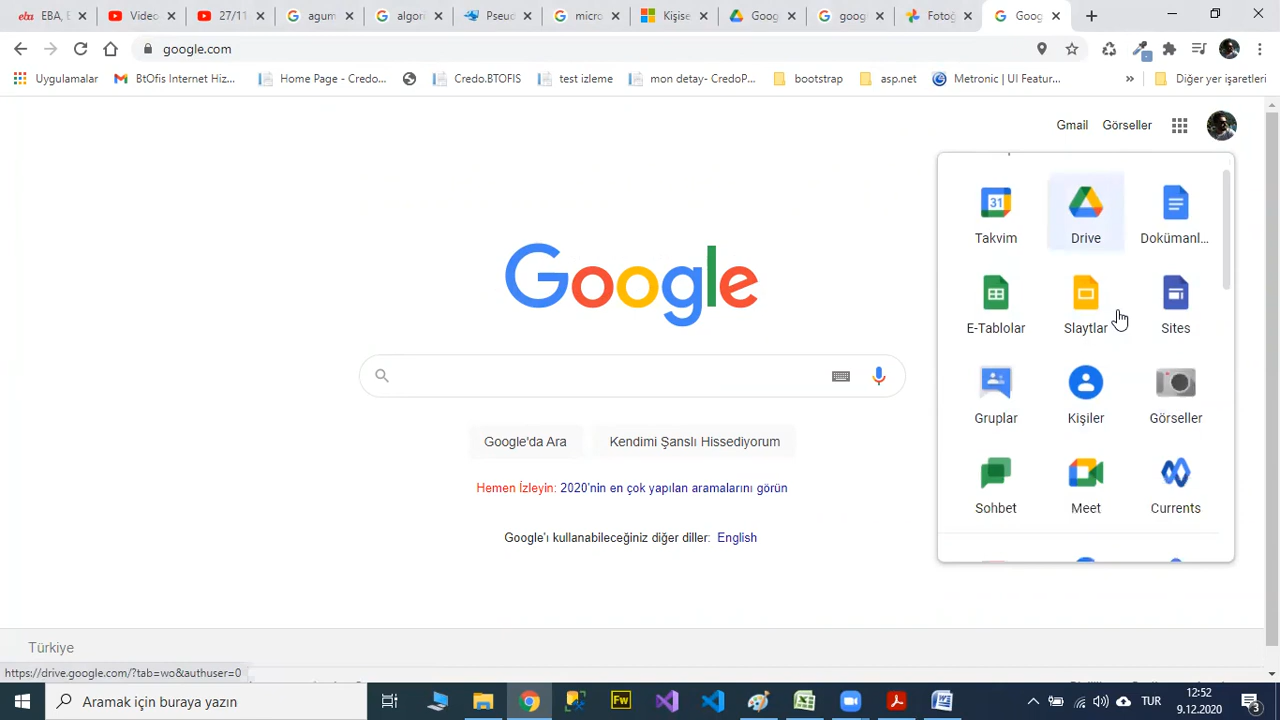 EBA, E
Video
27/11
agum
algori
Pseud
micro
Kişise
Goog
goog
Fotoğ
Goog
google.com
Uygulamalar
BtOfis Internet Hiz...
Home Page - Credo...
Credo.BTOFIS
test izleme
mon detay- CredoP...
bootstrap
asp.net
Metronic | UI Featur...
»
Diğer yer işaretleri
Gmail
Görseller
Takvim
Drive
Dokümanl...
E-Tablolar
Slaytlar
Sites
Gruplar
Kişiler
Görseller
Sohbet
Meet
Currents
Google
Google'da Ara
Kendimi Şanslı Hissediyorum
Hemen İzleyin: 2020'nin en çok yapılan aramalarını görün
Google'ı kullanabileceğiniz diğer diller: English
Türkiye
https://drive.google.com/?tab=wo&authuser=0
Aramak için buraya yazın
TUR
12:52
9.12.2020